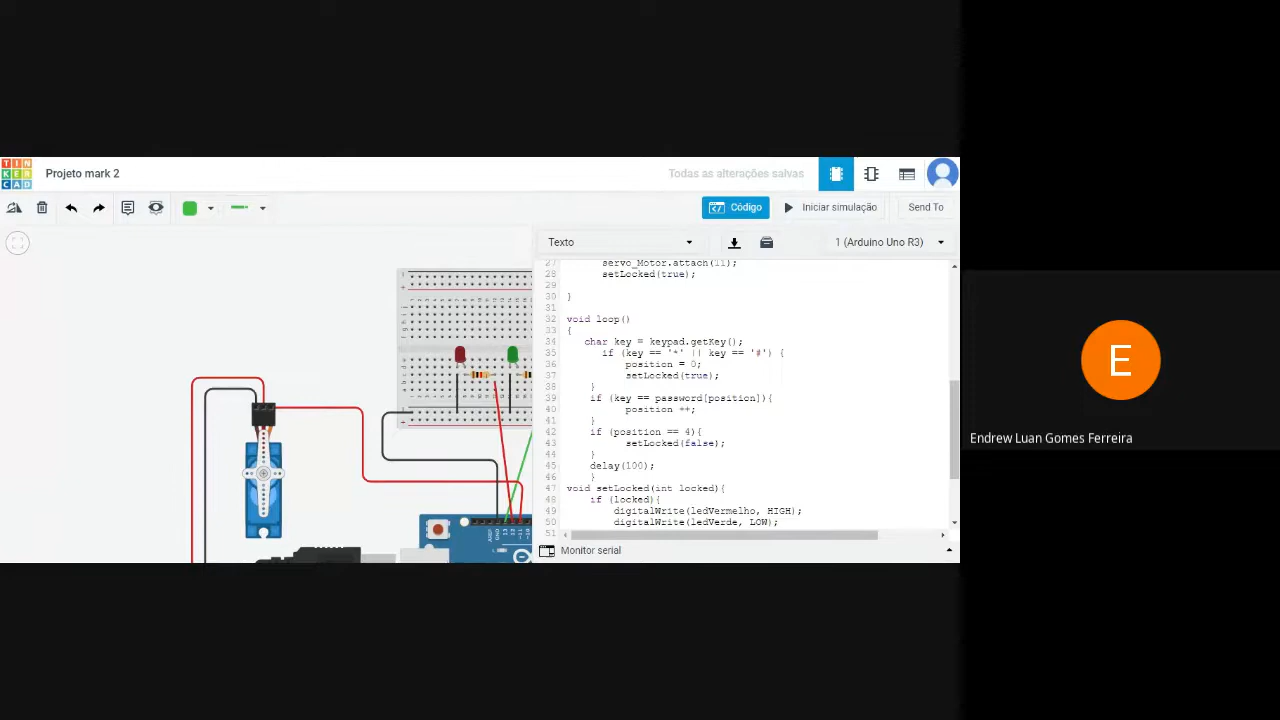 TIN
KER
CAD
Projeto mark 2
Todas as alterações salvas
Código
Iniciar simulação
Send To
Texto
1 (Arduino Uno R3)
27 servo_Motor.attach(11);
28 setLocked(true);
29
30 }
31
32 void loop()
33 {
34 char key = keypad.getKey();
35 if (key == '*' || key == '#') {
36 position = 0;
37 setLocked(true);
38 }
39 if (key == password[position]){
40 position ++;
41 }
42 if (position == 4){
43 setLocked(false);
44 }
45 delay(100);
46 }
47 void setLocked(int locked){
48 if (locked){
49 digitalWrite(ledVermelho, HIGH);
50 digitalWrite(ledVerde, LOW);
51
Monitor serial
E
Endrew Luan Gomes Ferreira